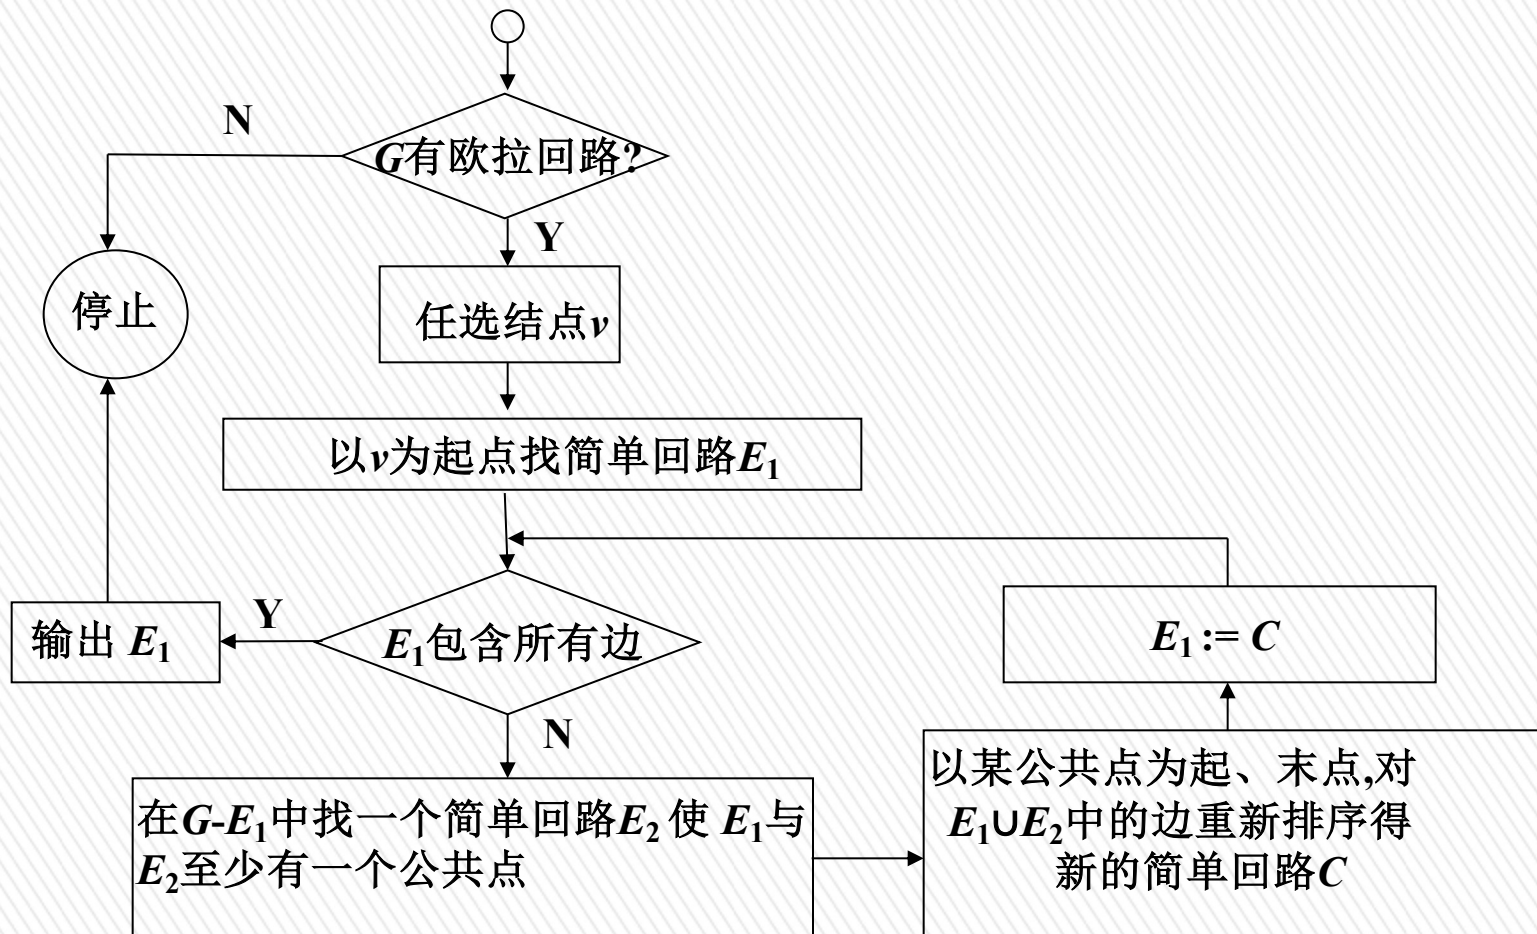 N
G有欧拉回路?
Y
停止
任选结点v
以v为起点找简单回路E₁
Y
输出 E₁
E₁包含所有边
E₁:= C
N
在G-E₁中找一个简单回路E₂ 使 E₁与
E₂至少有一个公共点
以某公共点为起、末点,对
E₁∪E₂中的边重新排序得
新的简单回路C